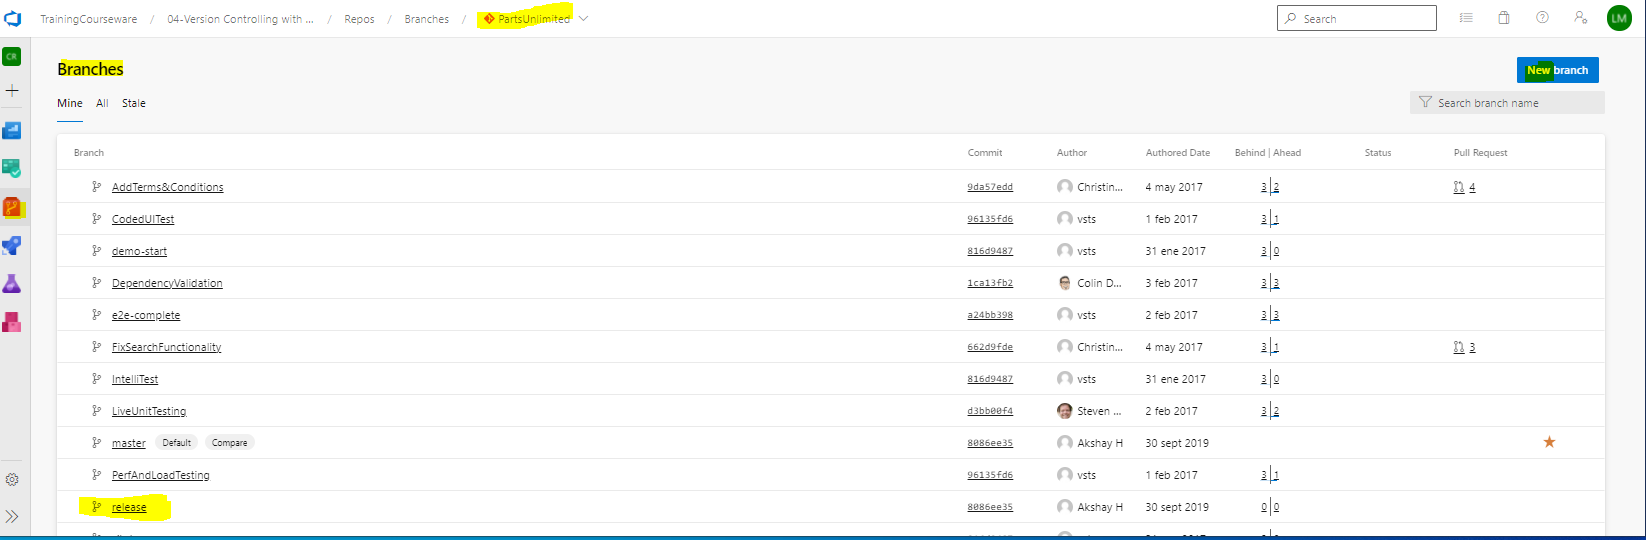 TrainingCourseware / 04-Version Controlling with ... / Repos / Branches / PartsUnlimited Search LM
CR
Branches New branch
Mine All Stale Search branch name
Branch Commit Author Authored Date Behind | Ahead Status Pull Request
AddTerms&Conditions 9da57edd Christin... 4 may 2017 3 2 4
CodedUITest 96135fd6 vsts 1 feb 2017 3 1
demo-start 816d9487 vsts 31 ene 2017 3 0
DependencyValidation 1ca13fb2 Colin D... 3 feb 2017 3 3
e2e-complete a24bb398 vsts 2 feb 2017 3 3
FixSearchFunctionality 662d9fde Christin... 4 may 2017 3 1 3
IntelliTest 816d9487 vsts 31 ene 2017 3 0
LiveUnitTesting d3bb00f4 Steven ... 2 feb 2017 3 2
master Default Compare 8086ee35 Akshay H 30 sept 2019
PerfAndLoadTesting 96135fd6 vsts 1 feb 2017 3 1
release 8086ee35 Akshay H 30 sept 2019 0 0